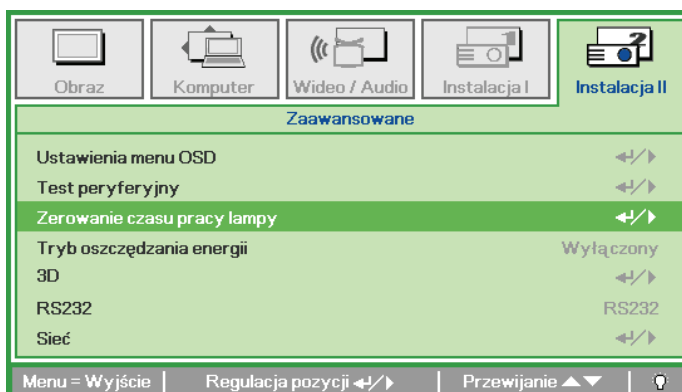 Obraz Komputer Wideo / Audio Instalacja I Instalacja II
Zaawansowane
Ustawienia menu OSD
Test peryferyjny
Zerowanie czasu pracy lampy
Tryb oszczędzania energii Wyłączony
3D
RS232 RS232
Sieć
Menu = Wyjście Regulacja pozycji Przewijanie